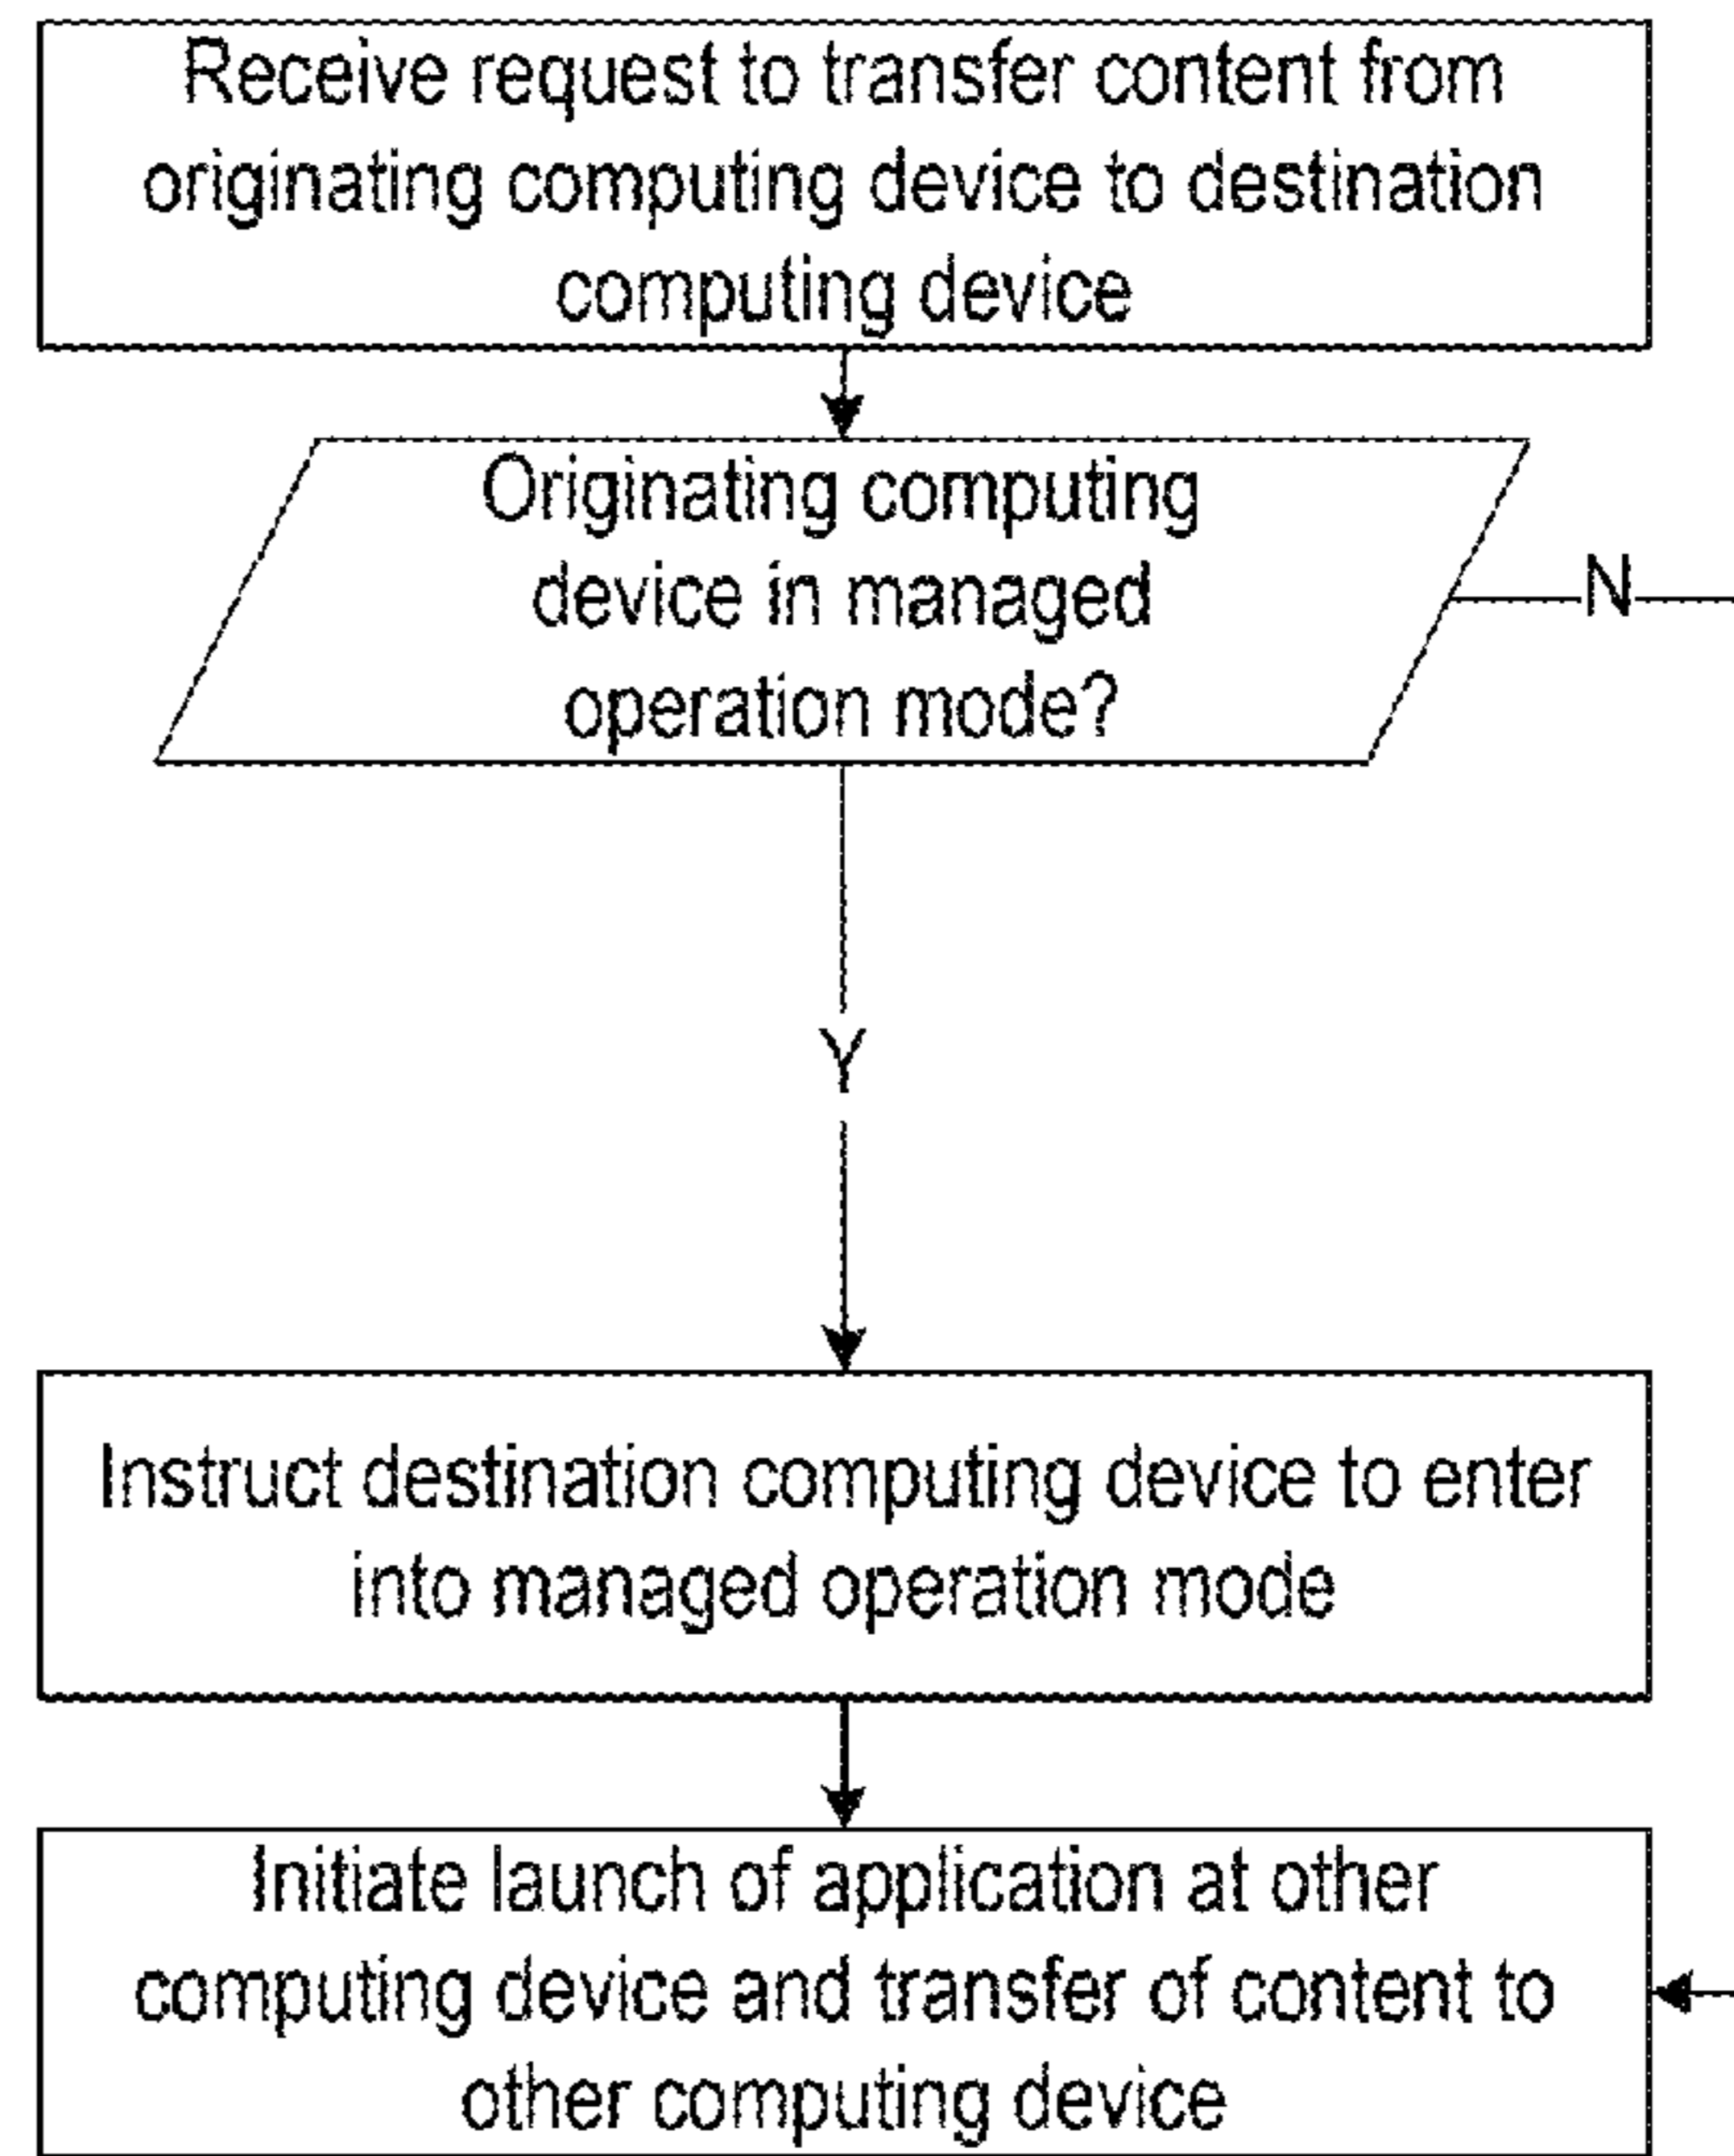 Receive request to transfer content from
originating computing device to destination
computing device
Originating computing
device in managed
operation mode?
N
Y
Instruct destination computing device to enter
into managed operation mode
Initiate launch of application at other
computing device and transfer of content to
other computing device